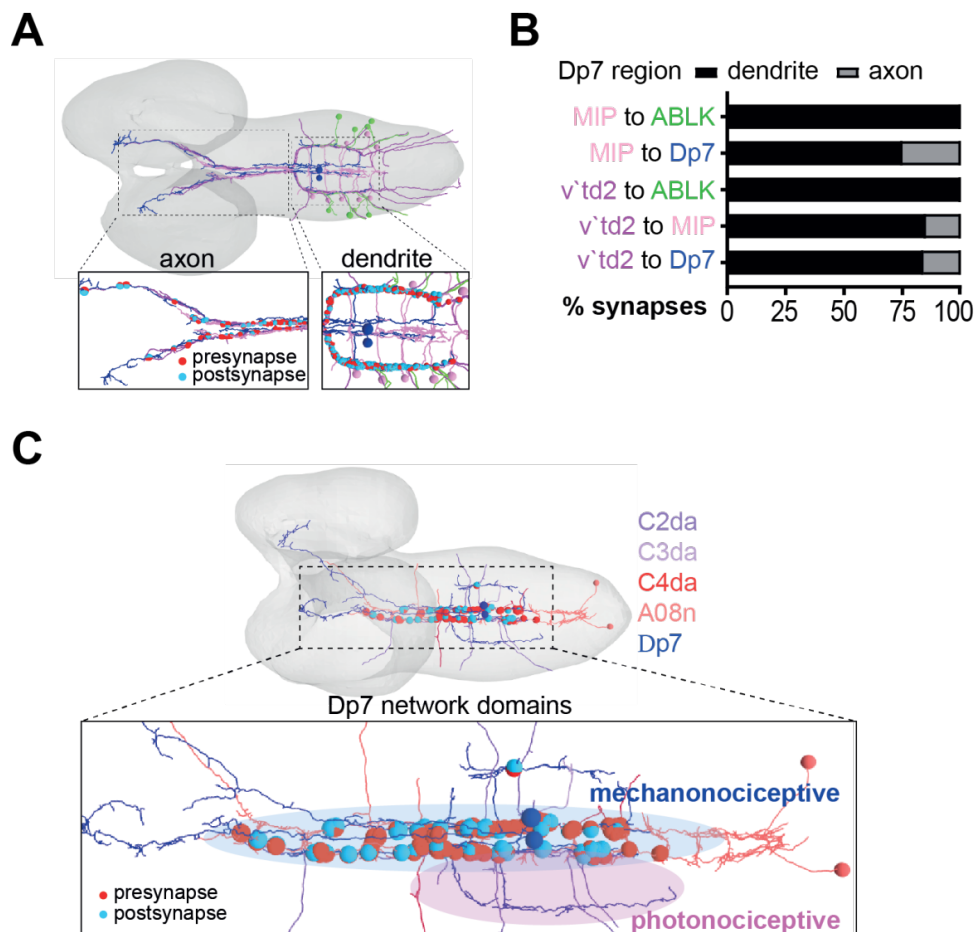 A
axon
dendrite
presynapse
postsynapse
B
Dp7 region dendrite axon
MIP to ABLK
MIP to Dp7
v`td2 to ABLK
v`td2 to MIP
v`td2 to Dp7
% synapses 0 25 50 75 100
C
C2da
C3da
C4da
A08n
Dp7
Dp7 network domains
mechanonociceptive
presynapse
postsynapse
photonociceptive